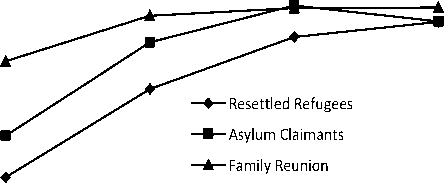 Resettled Refugees
Asylum Claimants
Family Reunion